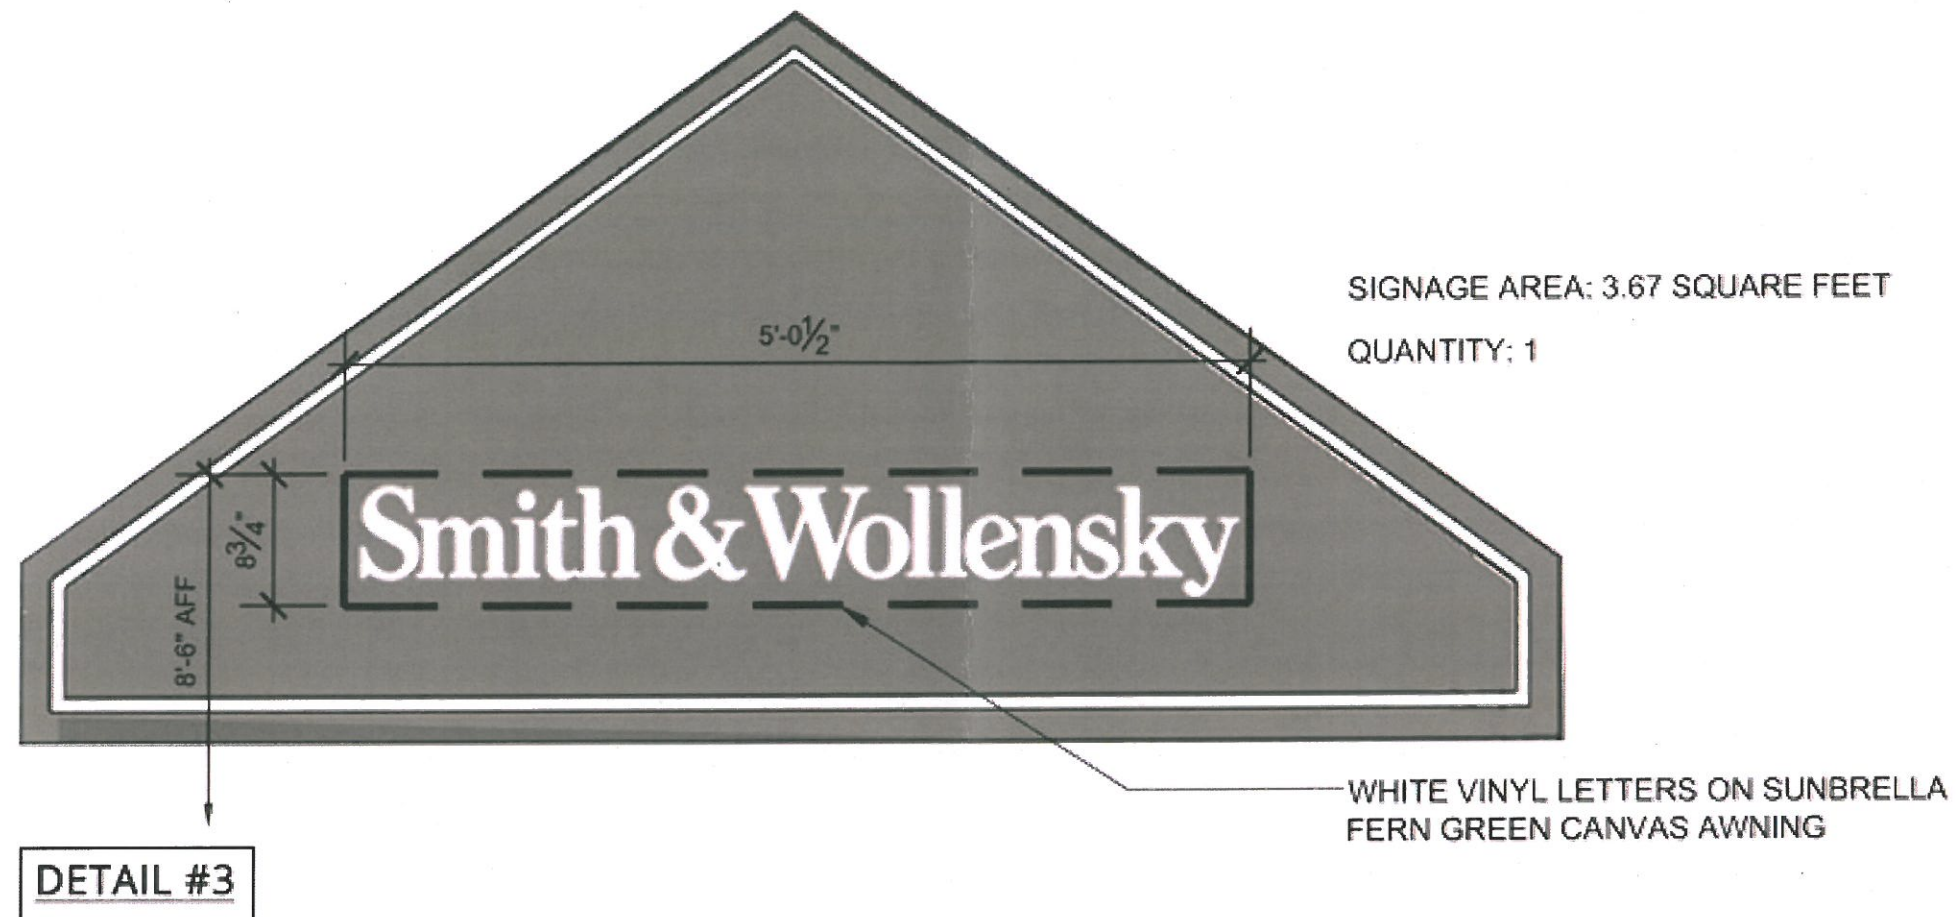 SIGNAGE AREA: 3.67 SQUARE FEET
5'-0½"
QUANTITY: 1
Smith & Wollensky
8¾"
8'-6" AFF
WHITE VINYL LETTERS ON SUNBRELLA
FERN GREEN CANVAS AWNING
DETAIL #3